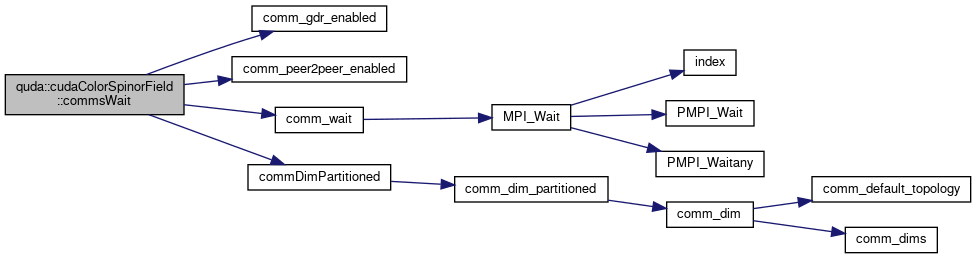 comm_gdr_enabled
comm_peer2peer_enabled
quda::cudaColorSpinorField
::commsWait
comm_wait
commDimPartitioned
MPI_Wait
index
PMPI_Wait
PMPI_Waitany
comm_dim_partitioned
comm_dim
comm_default_topology
comm_dims